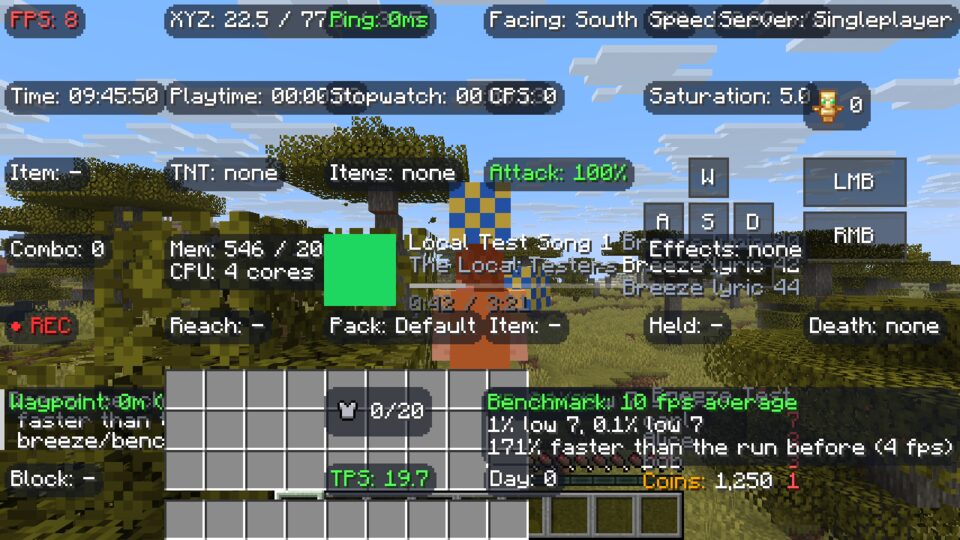 FPS: 8
XYZ: 22.5 / 77
Ping: 0ms
Facing: South
Speed
Server: Singleplayer
Time: 09:45:50
Playtime: 00:00
Stopwatch: 00
CPS: 0
Saturation: 5.0
0
Item: -
TNT: none
Items: none
Attack: 100%
W
LMB
A S D
RMB
Combo: 0
Mem: 546 / 20
CPU: 4 cores
Local Test Song 1
The Local Testers
0:42 / 3:21
Effects: none
Breeze lyric 42
Breeze lyric 44
REC
Reach: -
Pack: Default
Item: -
Held: -
Death: none
Waypoint: 0m
faster than
breeze/benc
0/20
Benchmark: 10 fps average
1% low 7, 0.1% low 7
171% faster than the run before (4 fps)
Block: -
TPS: 19.7
Day: 0
Coins: 1,250
1